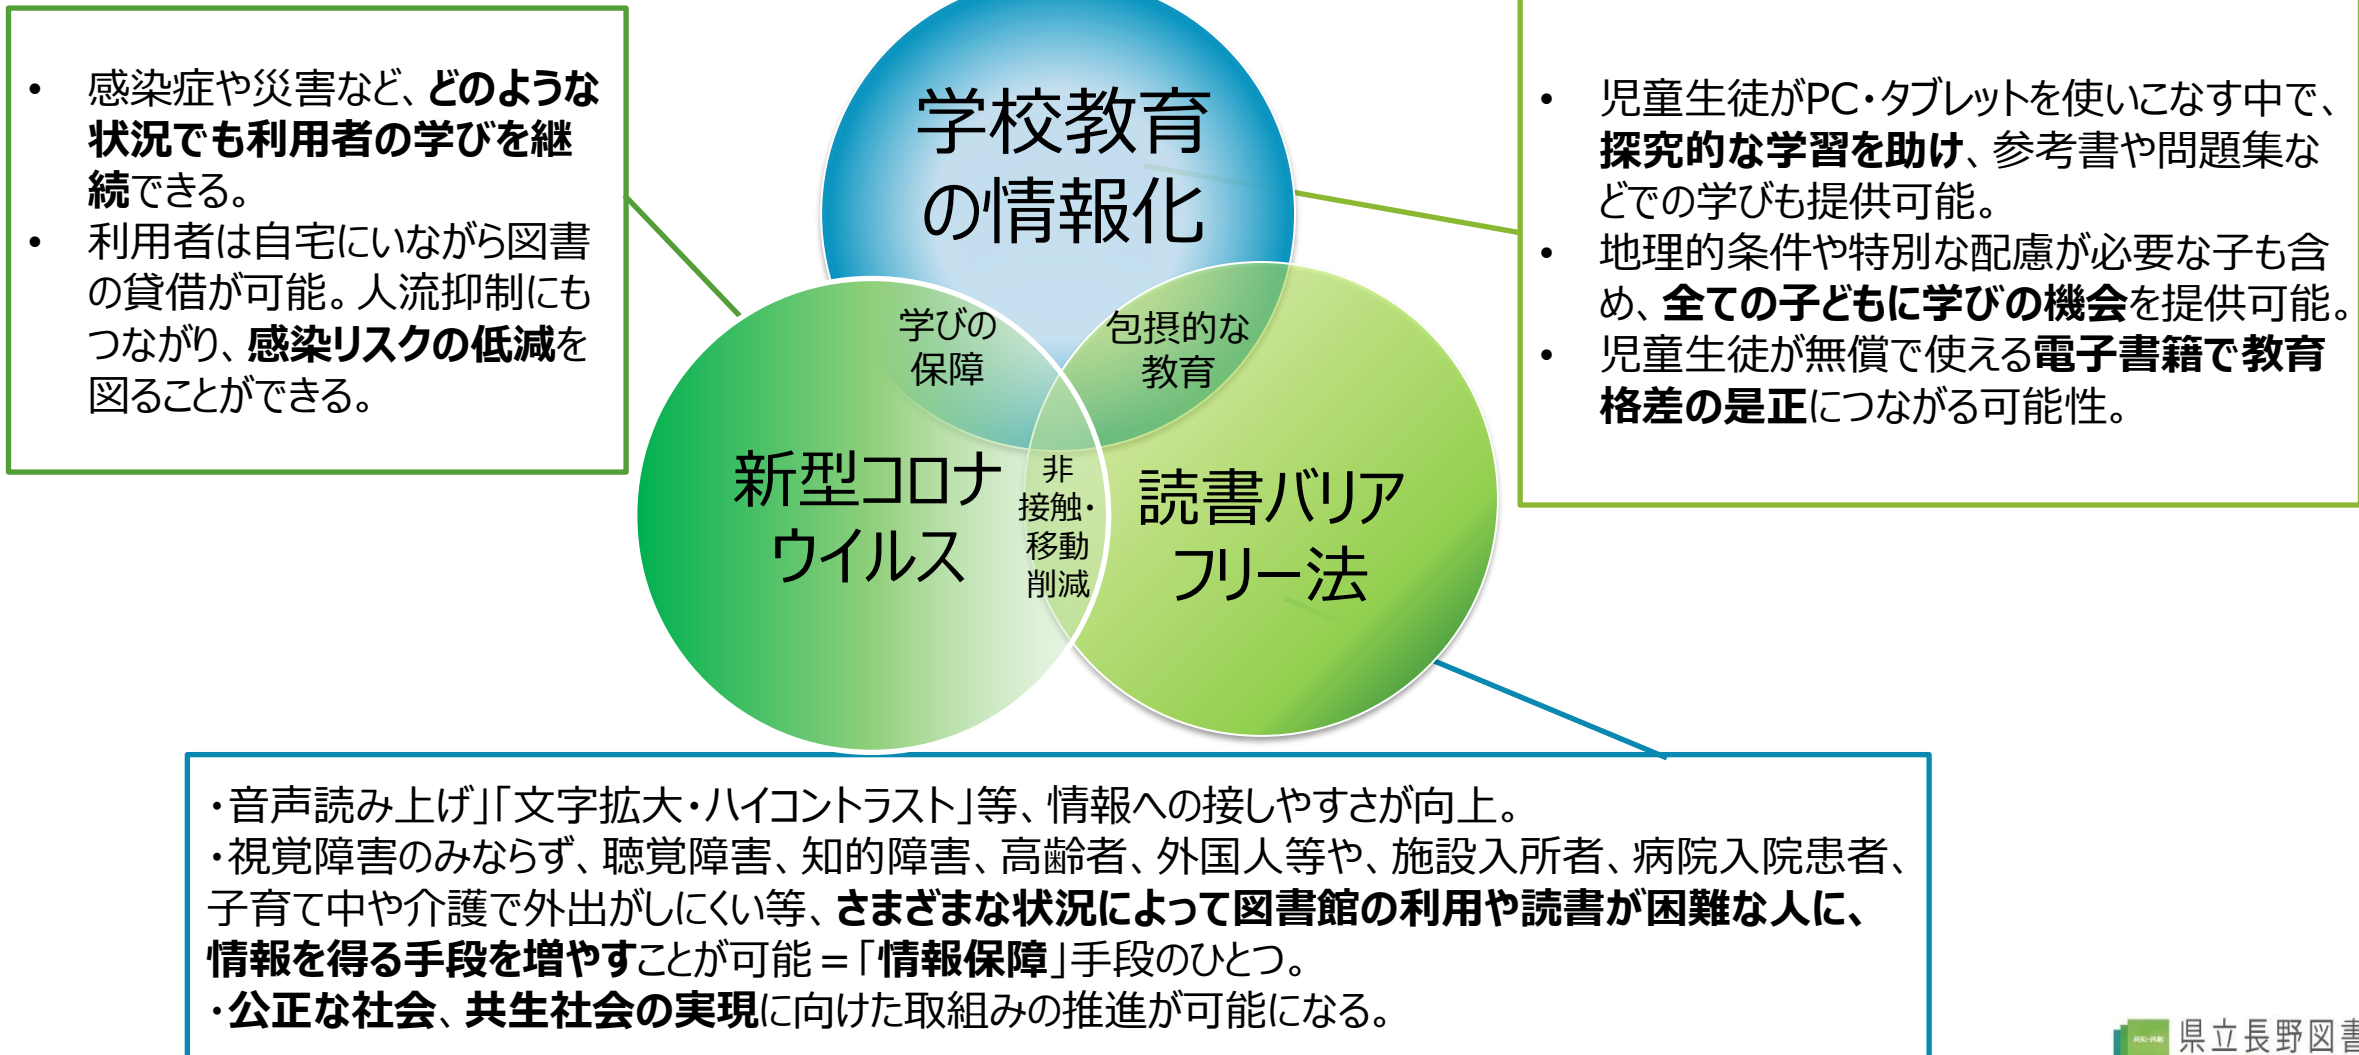 • 感染症や災害など、どのような
状況でも利用者の学びを継
続できる。
• 利用者は自宅にいながら図書
の貸借が可能。人流抑制にも
つながり、感染リスクの低減を
図ることができる。
学校教育
の情報化
• 児童生徒がPC・タブレットを使いこなす中で、
探究的な学習を助け、参考書や問題集な
どでの学びも提供可能。
• 地理的条件や特別な配慮が必要な子も含
め、全ての子どもに学びの機会を提供可能。
• 児童生徒が無償で使える電子書籍で教育
格差の是正につながる可能性。
学びの
保障
包摂的な
教育
新型コロナ
ウイルス
非
接触・
移動
削減
読書バリア
フリー法
・音声読み上げ」「文字拡大・ハイコントラスト」等、情報への接しやすさが向上。
・視覚障害のみならず、聴覚障害、知的障害、高齢者、外国人等や、施設入所者、病院入院患者、
子育て中や介護で外出がしにくい等、さまざまな状況によって図書館の利用や読書が困難な人に、
情報を得る手段を増やすことが可能＝「情報保障」手段のひとつ。
・公正な社会、共生社会の実現に向けた取組みの推進が可能になる。
県立長野図書